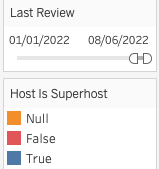 Last Review
01/01/2022 08/06/2022
Host Is Superhost
Null
False
True